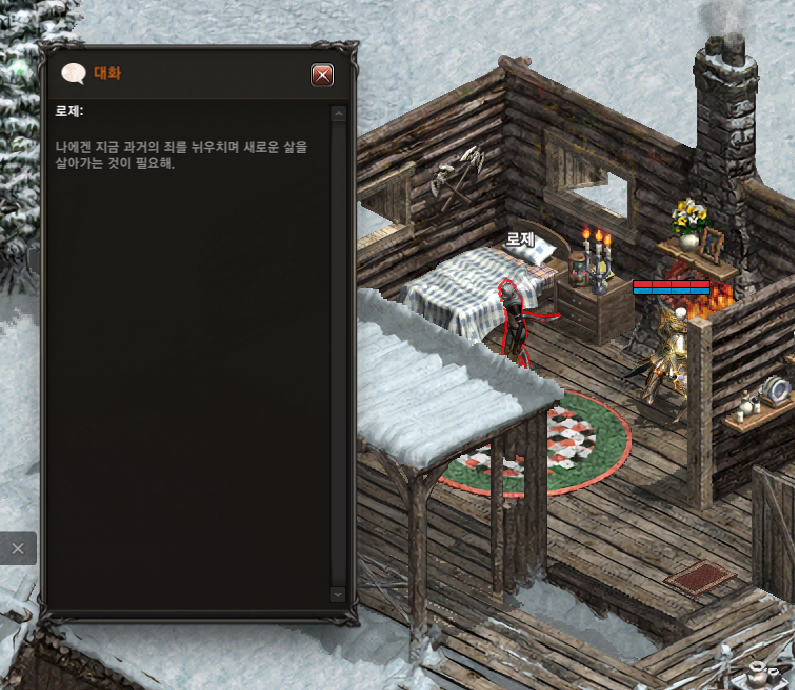 대화
로제:
나에겐 지금 과거의 죄를 뉘우치며 새로운 삶을
살아가는 것이 필요해.
로제